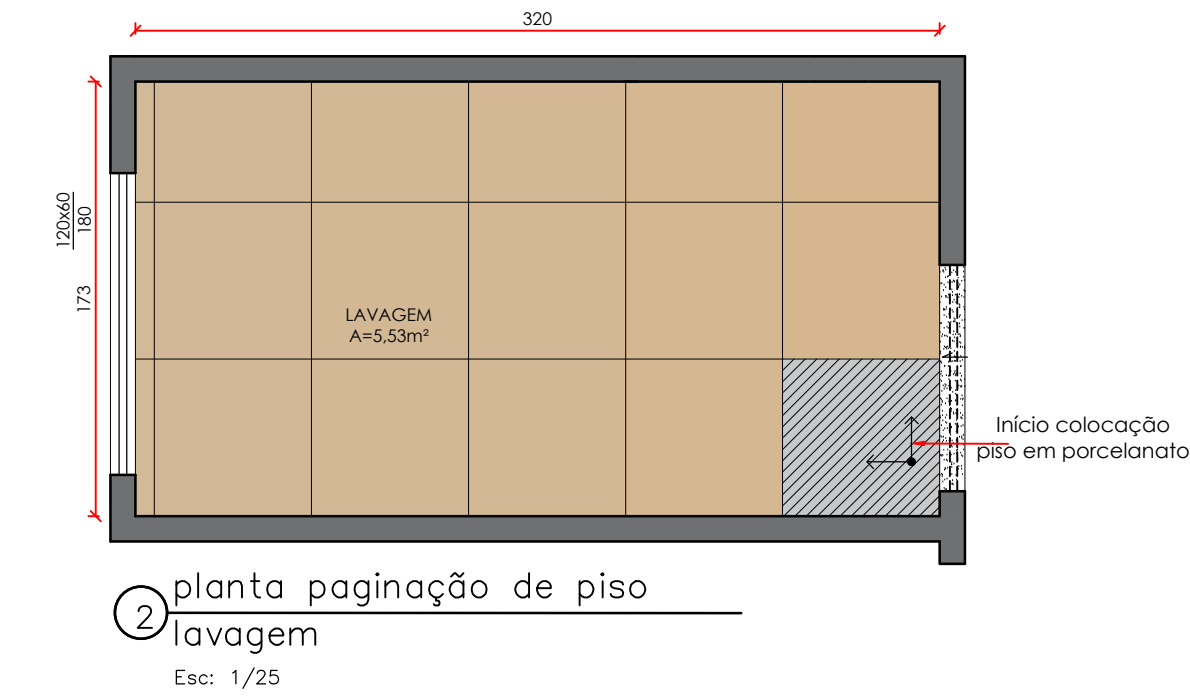 320
120x60
180
173
LAVAGEM
A=5,53m²
Início colocação
piso em porcelanato
2
planta paginação de piso
lavagem
Esc: 1/25